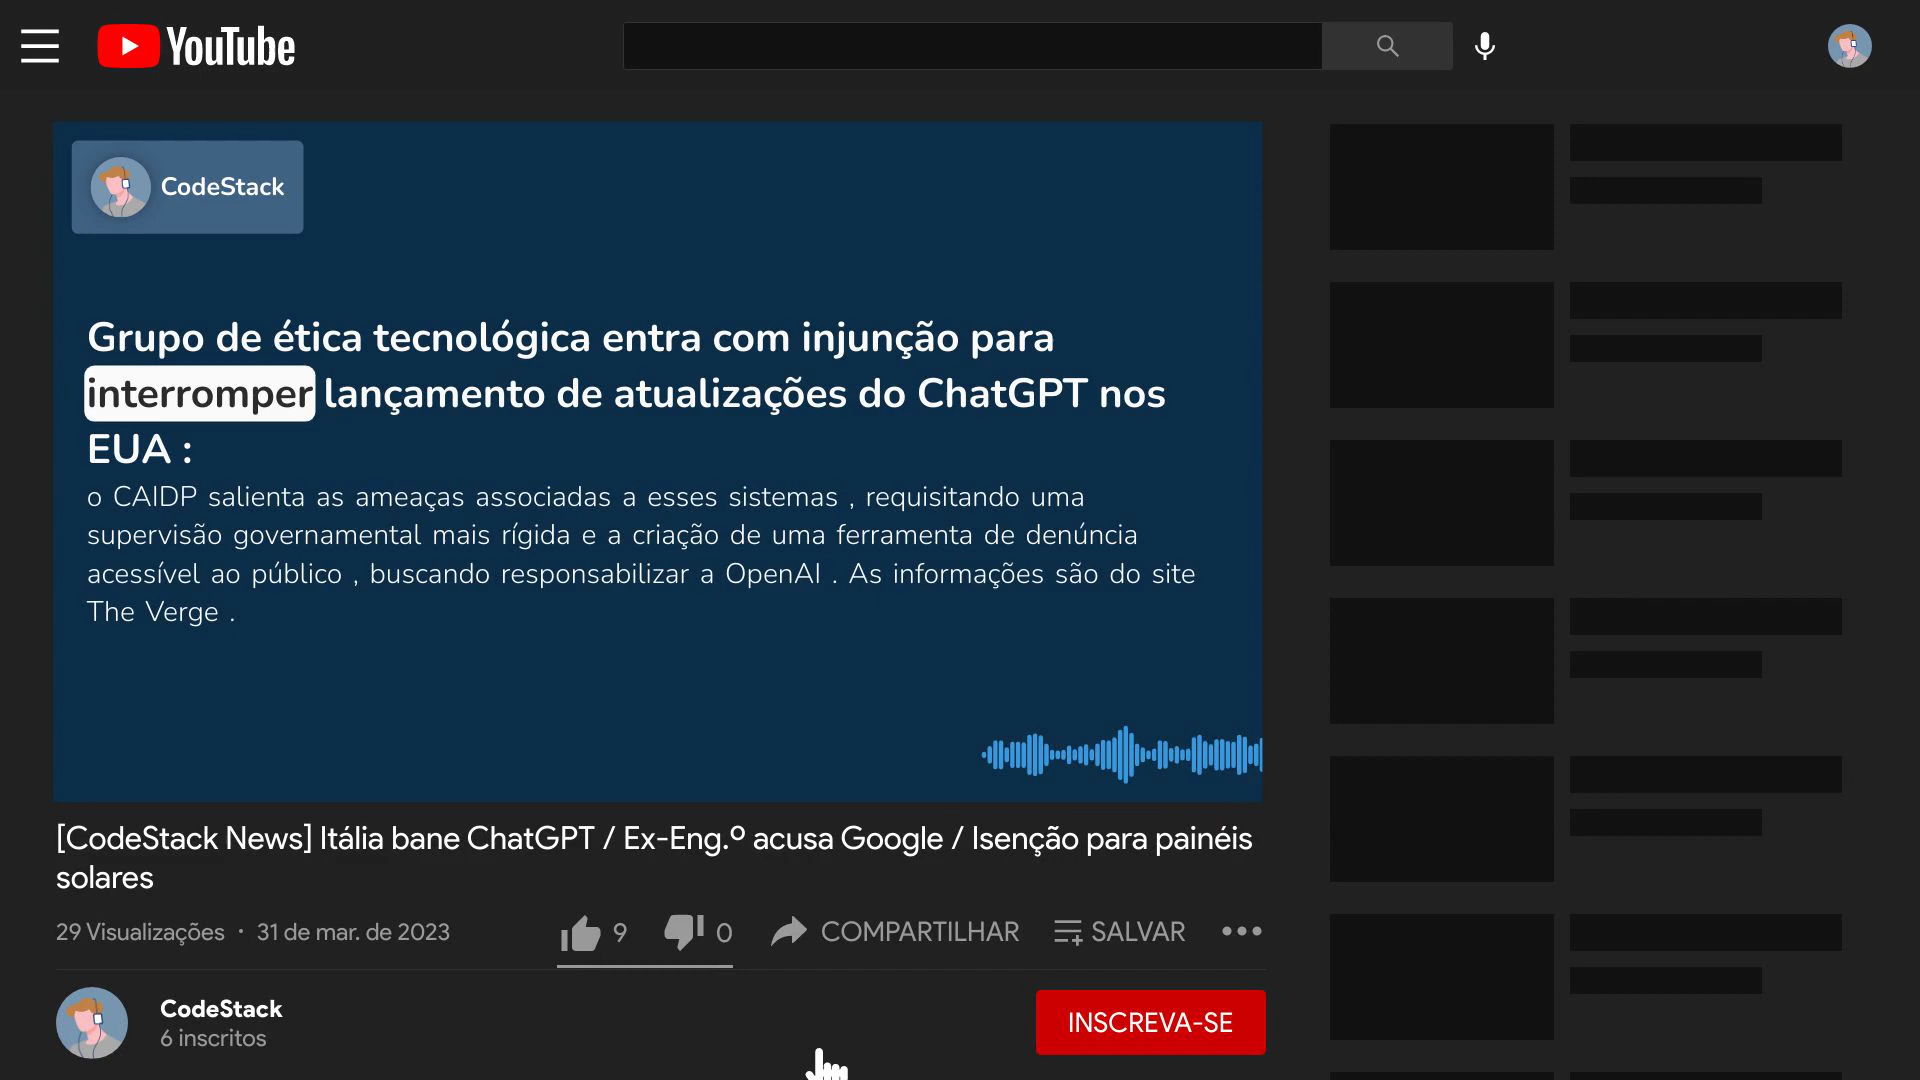 YouTube
CodeStack
Grupo de ética tecnológica entra com injunção para
interromper lançamento de atualizações do ChatGPT nos
EUA :
o CAIDP salienta as ameaças associadas a esses sistemas , requisitando uma
supervisão governamental mais rígida e a criação de uma ferramenta de denúncia
acessível ao público , buscando responsabilizar a OpenAI . As informações são do site
The Verge .
[CodeStack News] Itália bane ChatGPT / Ex-Eng.º acusa Google / Isenção para painéis
solares
29 Visualizações · 31 de mar. de 2023 9 0 COMPARTILHAR SALVAR
CodeStack
6 inscritos
INSCREVA-SE